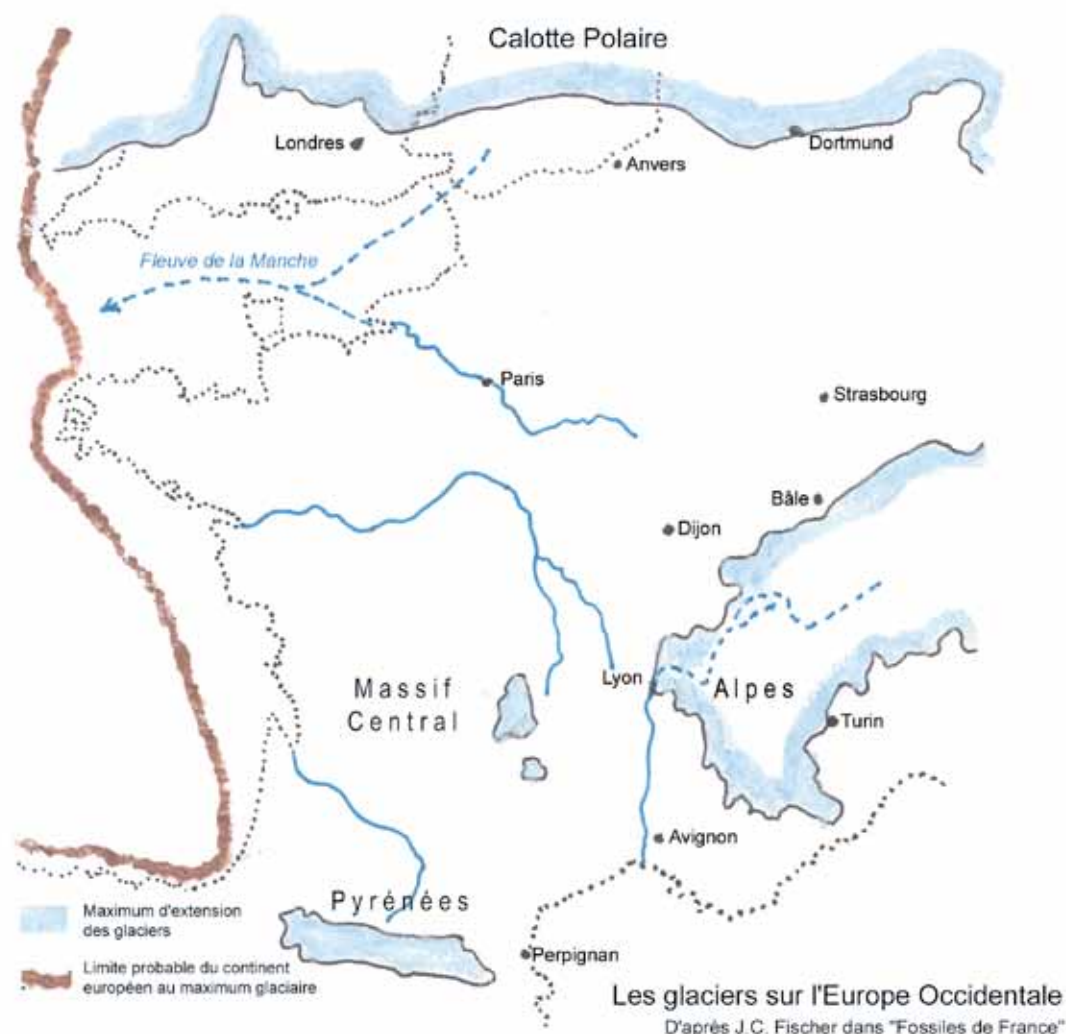 Calotte Polaire
Londres
Dortmund
Anvers
Fleuve de la Manche
Paris
Strasbourg
Bâle
Dijon
Lyon
Alpes
Massif
Central
Turin
Avignon
Pyrénées
Maximum d'extension
des glaciers
Perpignan
Limite probable du continent
européen au maximum glaciaire
Les glaciers sur l'Europe Occidentale
D'après J.C. Fischer dans "Fossiles de France"